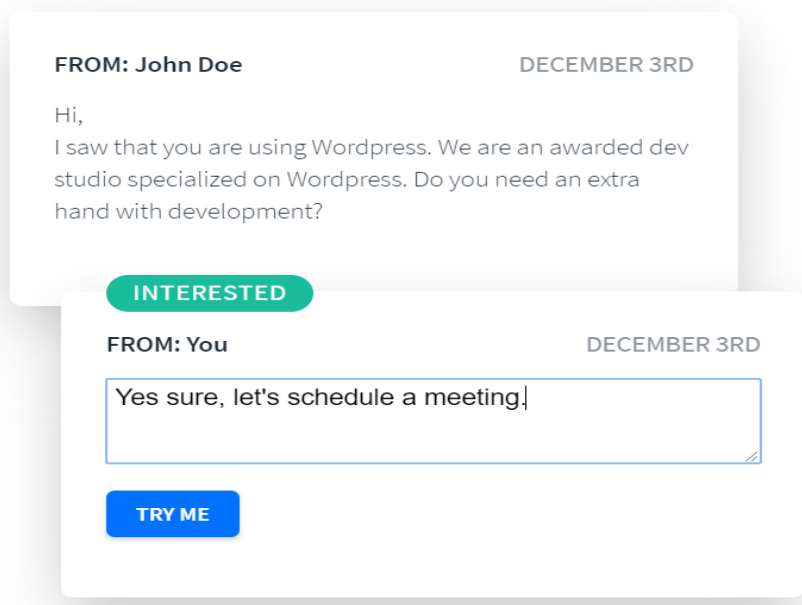 FROM: John Doe DECEMBER 3RD
Hi,
I saw that you are using Wordpress. We are an awarded dev
studio specialized on Wordpress. Do you need an extra
hand with development?
INTERESTED
FROM: You DECEMBER 3RD
Yes sure, let's schedule a meeting.
TRY ME